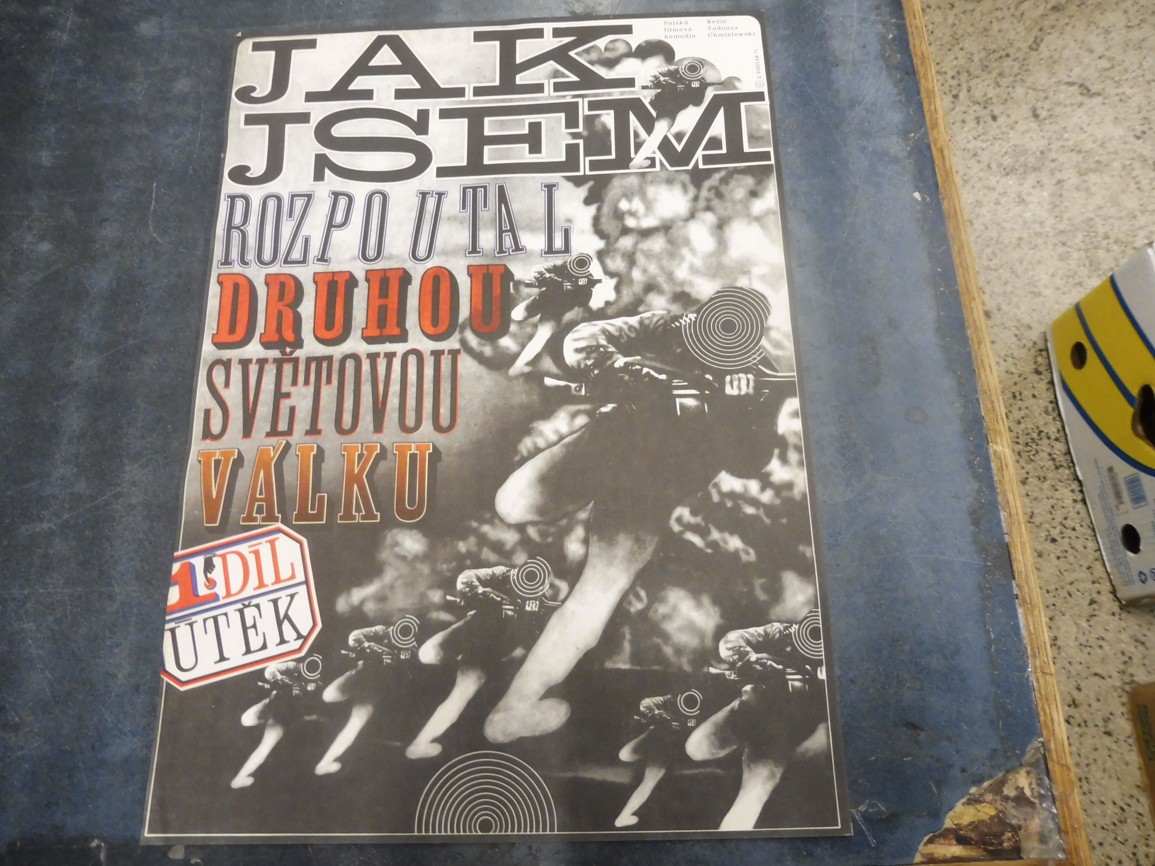 Polská
filmová
komedie
Režie
Tadeusz
Chmielewski
JAK
JSEM
ROZPOUTAL
DRUHOU
SVĚTOVOU
VÁLKU
1. DÍL
ÚTĚK